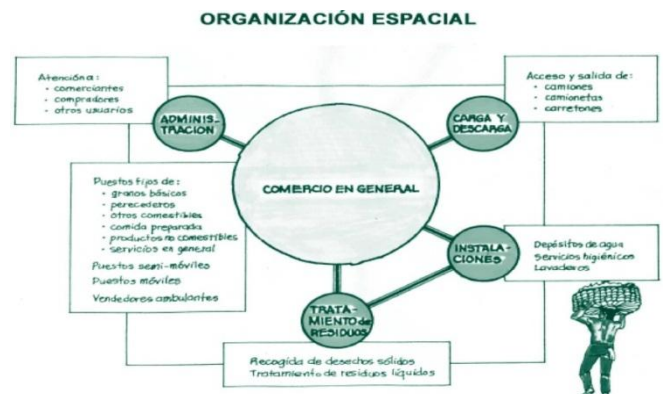 ORGANIZACIÓN ESPACIAL
Atención a:
• comerciantes
• compradores
• otros usuarios
ADMINIS-
TRACION
CARGA Y
DESCARGA
Acceso y salida de:
• camiones
• camionetas
• carretones
COMERCIO EN GENERAL
Puestos fijos de:
• granos básicos
• perecederos
• otros comestibles
• comida preparada
• productos no comestibles
• servicios en general
Puestos semi-móviles
Puestos móviles
Vendedores ambulantes
INSTALA-
CIONES
Depósitos de agua
Servicios higiénicos
Lavaderos
TRATA-
MIENTO de
RESIDUOS
Recogida de desechos sólidos
Tratamiento de residuos líquidos